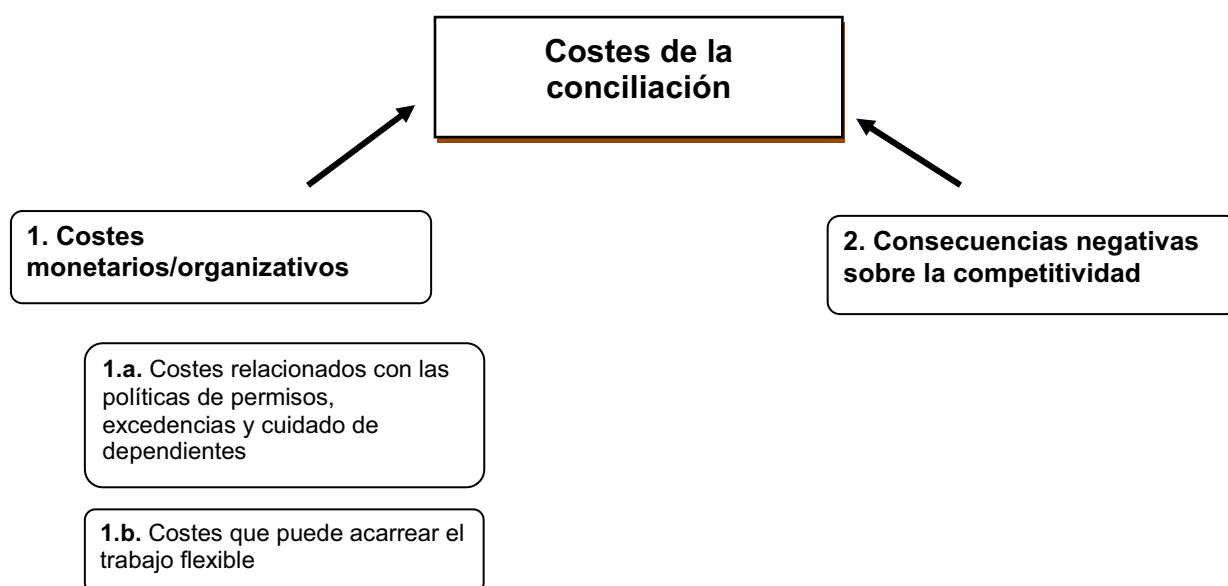 Costes de la
conciliación
1. Costes
monetarios/organizativos
2. Consecuencias negativas
sobre la competitividad
1.a. Costes relacionados con las
políticas de permisos,
excedencias y cuidado de
dependientes
1.b. Costes que puede acarrear el
trabajo flexible